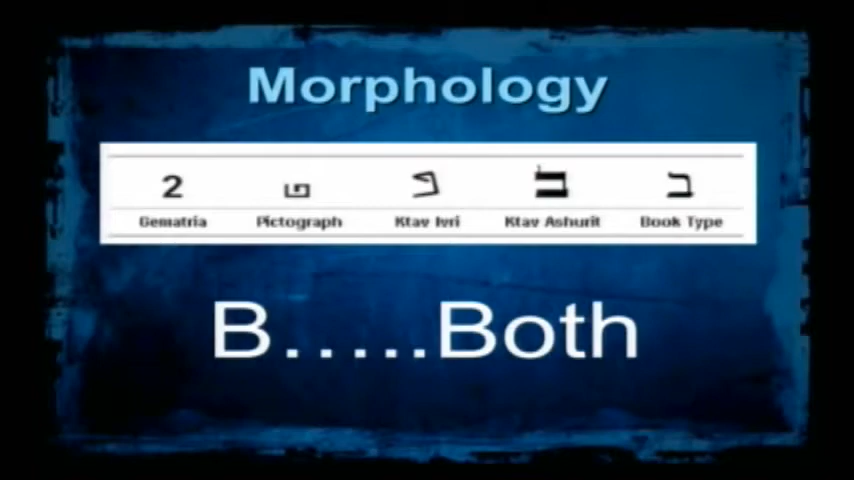 Morphology
2 ב ב
Gematria Pictograph Ktav Ivri Ktav Ashurit Book Type
B.....Both